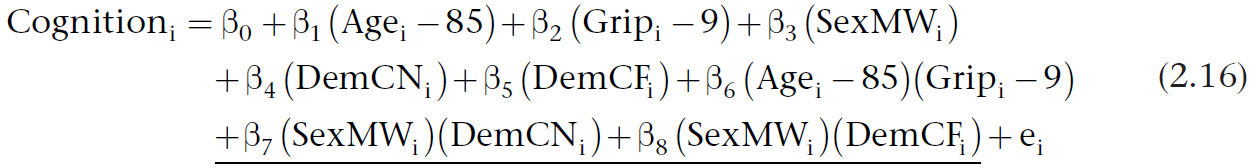 Cognitionᵢ = β₀ + β₁(Ageᵢ − 85) + β₂(Gripᵢ − 9) + β₃(SexMWᵢ)
+ β₄(DemCNᵢ) + β₅(DemCFᵢ) + β₆(Ageᵢ − 85)(Gripᵢ − 9) (2.16)
+ β₇(SexMWᵢ)(DemCNᵢ) + β₈(SexMWᵢ)(DemCFᵢ) + eᵢ